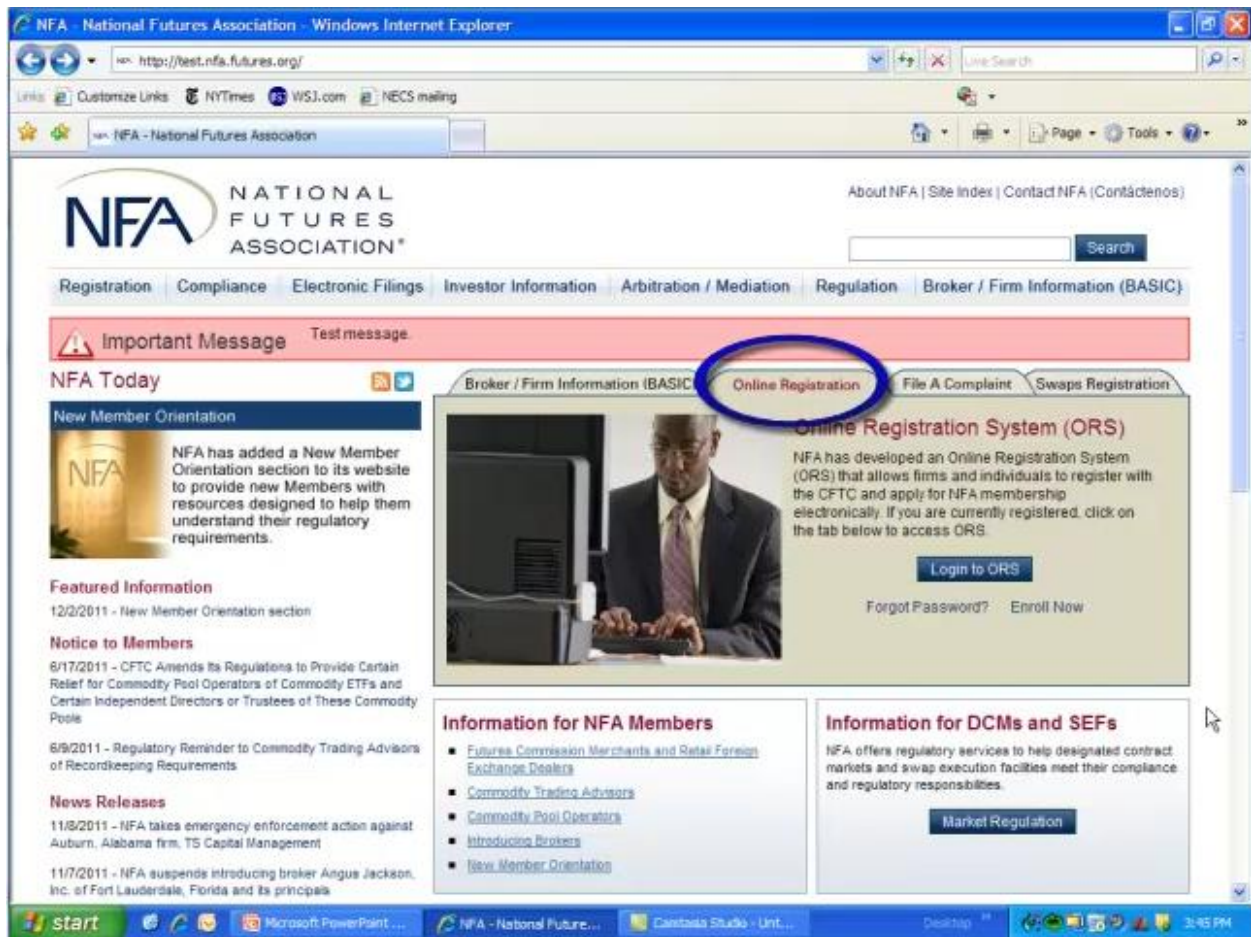 NFA - National Futures Association - Windows Internet Explorer
http://test.nfa.futures.org/
Live Search
Links Customize Links NYTimes WSJ.com NECS mailing
NFA - National Futures Association
Page Tools
NFA NATIONAL
FUTURES
ASSOCIATION®
About NFA | Site Index | Contact NFA (Contáctenos)
Search
Registration Compliance Electronic Filings Investor Information Arbitration / Mediation Regulation Broker / Firm Information (BASIC)
Important Message Test message.
NFA Today
New Member Orientation
NFA
NFA has added a New Member
Orientation section to its website
to provide new Members with
resources designed to help them
understand their regulatory
requirements.
Featured Information
12/2/2011 - New Member Orientation section
Notice to Members
6/17/2011 - CFTC Amends Its Regulations to Provide Certain
Relief for Commodity Pool Operators of Commodity ETFs and
Certain Independent Directors or Trustees of These Commodity
Pools
6/9/2011 - Regulatory Reminder to Commodity Trading Advisors
of Recordkeeping Requirements
News Releases
11/8/2011 - NFA takes emergency enforcement action against
Auburn, Alabama firm, TS Capital Management
11/7/2011 - NFA suspends introducing broker Angus Jackson,
Inc. of Fort Lauderdale, Florida and its principals
Broker / Firm Information (BASIC) Online Registration File A Complaint Swaps Registration
Online Registration System (ORS)
NFA has developed an Online Registration System
(ORS) that allows firms and individuals to register with
the CFTC and apply for NFA membership
electronically. If you are currently registered, click on
the tab below to access ORS.
Login to ORS
Forgot Password? Enroll Now
Information for NFA Members
Futures Commission Merchants and Retail Foreign
Exchange Dealers
Commodity Trading Advisors
Commodity Pool Operators
Introducing Brokers
New Member Orientation
Information for DCMs and SEFs
NFA offers regulatory services to help designated contract
markets and swap execution facilities meet their compliance
and regulatory responsibilities.
Market Regulation
start Microsoft PowerPoint ... NFA - National Future... Camtasia Studio - Unt... Desktop 3:45 PM